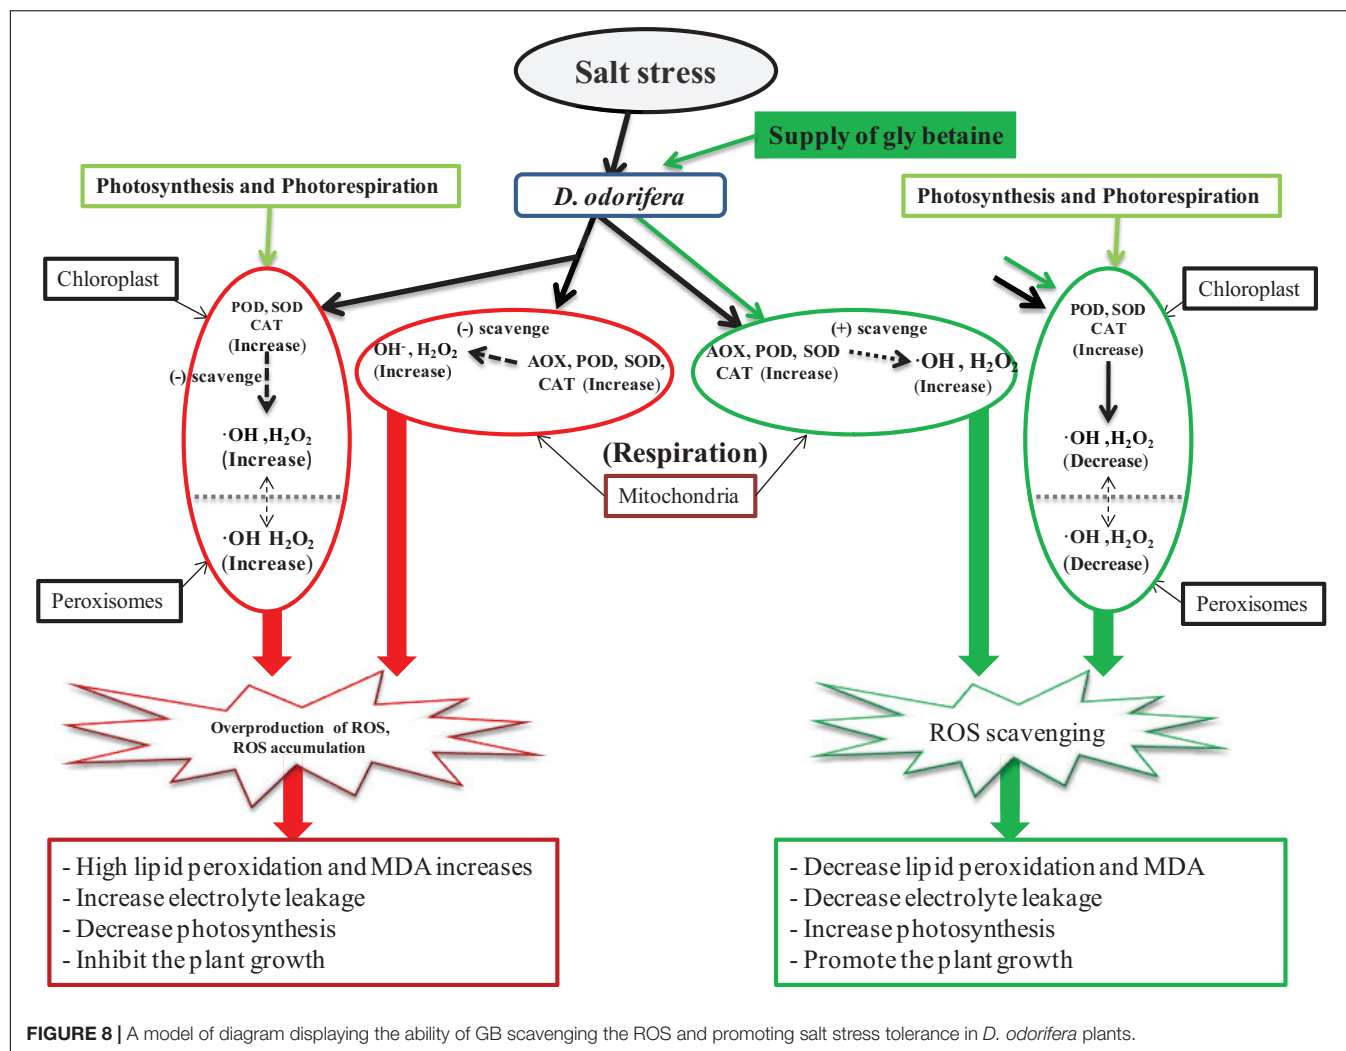 Salt stress
Supply of gly betaine
Photosynthesis and Photorespiration
D. odorifera
Photosynthesis and Photorespiration
Chloroplast
POD, SOD
CAT
(Increase)
(-) scavenge
·OH ,H₂O₂
(Increase)
·OH H₂O₂
(Increase)
Peroxisomes
(-) scavenge
OH⁻, H₂O₂
(Increase)
AOX, POD, SOD,
CAT (Increase)
(+) scavenge
AOX, POD, SOD
CAT (Increase)
·OH, H₂O₂
(Increase)
(Respiration)
Mitochondria
Chloroplast
POD, SOD
CAT
(Increase)
·OH ,H₂O₂
(Decrease)
·OH ,H₂O₂
(Decrease)
Peroxisomes
Overproduction of ROS,
ROS accumulation
ROS scavenging
- High lipid peroxidation and MDA increases
- Increase electrolyte leakage
- Decrease photosynthesis
- Inhibit the plant growth
- Decrease lipid peroxidation and MDA
- Decrease electrolyte leakage
- Increase photosynthesis
- Promote the plant growth
FIGURE 8 | A model of diagram displaying the ability of GB scavenging the ROS and promoting salt stress tolerance in D. odorifera plants.